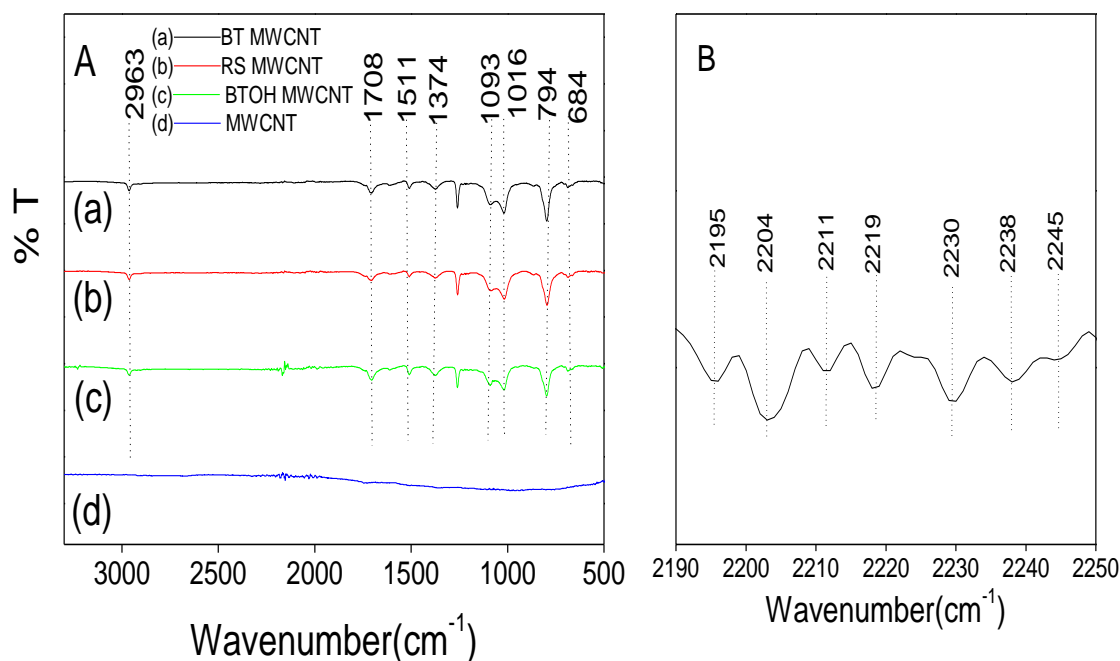 A
(a) BT MWCNT
(b) RS MWCNT
(c) BTOH MWCNT
(d) MWCNT
2963
1708
1511
1374
1093
1016
794
684
(a)
(b)
(c)
(d)
% T
3000 2500 2000 1500 1000 500
Wavenumber(cm⁻¹)
B
2195
2204
2211
2219
2230
2238
2245
2190 2200 2210 2220 2230 2240 2250
Wavenumber(cm⁻¹)